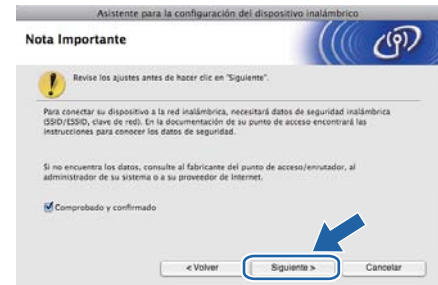 Asistente para la configuración del dispositivo inalámbrico
Nota Importante
Revise los ajustes antes de hacer clic en "Siguiente".
Para conectar su dispositivo a la red inalámbrica, necesitará datos de seguridad inalámbrica
(SSID/ESSID, clave de red). En la documentación de su punto de acceso encontrará las
instrucciones para conocer los datos de seguridad.
Si no encuentra los datos, consulte al fabricante del punto de acceso/enrutador, al
administrador de su sistema o a su proveedor de Internet.
Comprobado y confirmado
< Volver
Siguiente >
Cancelar